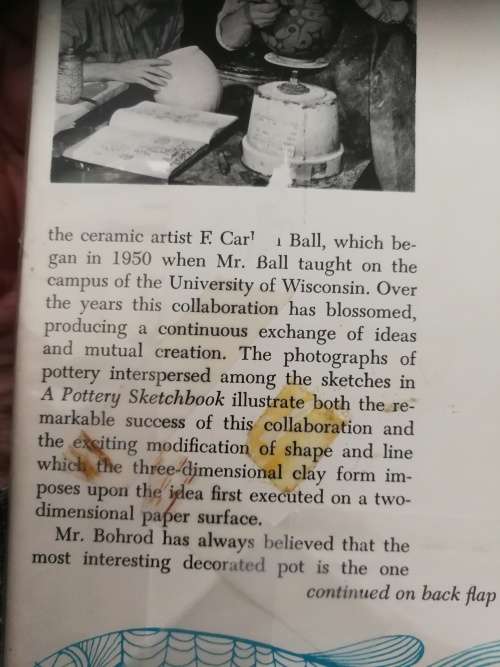 the ceramic artist F. Ball, which be-
gan in 1950 when Mr. Ball taught on the
campus of the University of Wisconsin. Over
the years this collaboration has blossomed,
producing a continuous exchange of ideas
and mutual creation. The photographs of
pottery interspersed among the sketches in
A Pottery Sketchbook illustrate both the re-
markable success of this collaboration and
the exciting modification of shape and line
which the three-dimensional clay form im-
poses upon the idea first executed on a two-
dimensional paper surface.
Mr. Bohrod has always believed that the
most interesting decorated pot is the one
continued on back flap